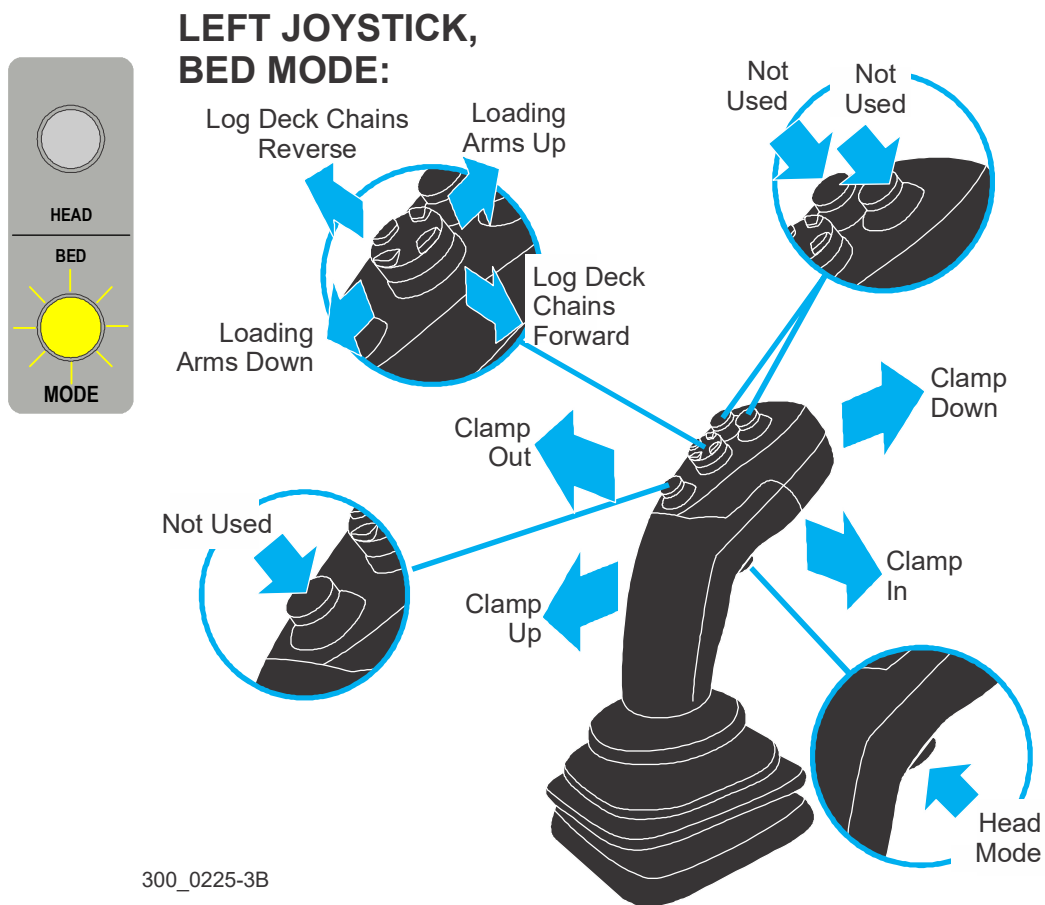 LEFT JOYSTICK,
BED MODE:
HEAD
BED
MODE
Log Deck Chains
Reverse
Loading
Arms Up
Loading
Arms Down
Log Deck
Chains
Forward
Not
Used
Not
Used
Clamp
Out
Clamp
Down
Not Used
Clamp
Up
Clamp
In
Head
Mode
300_0225-3B